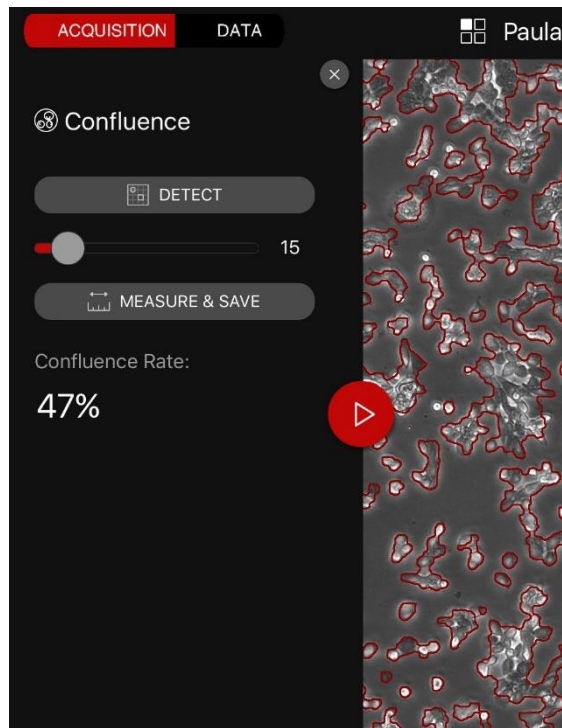 ACQUISITION DATA
Paula
Confluence
DETECT
15
MEASURE & SAVE
Confluence Rate:
47%